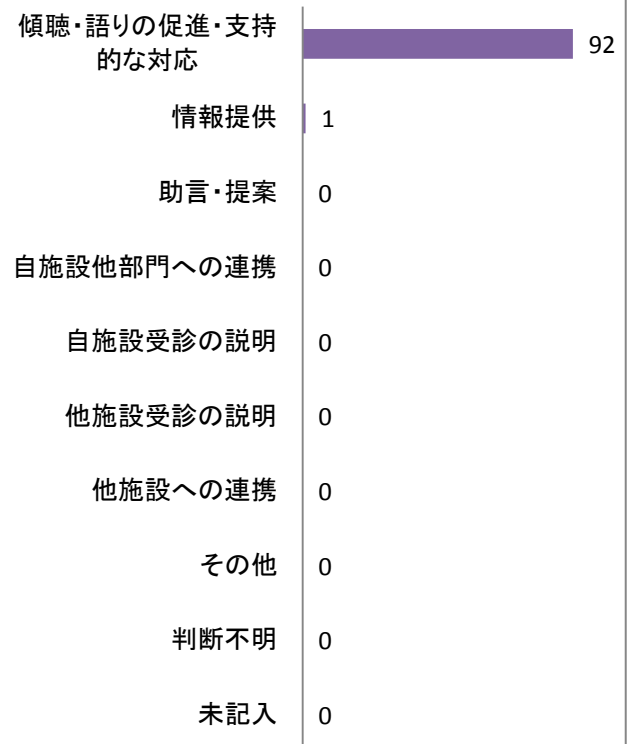 傾聴・語りの促進・支持
的な対応
92
情報提供
1
助言・提案
0
自施設他部門への連携
0
自施設受診の説明
0
他施設受診の説明
0
他施設への連携
0
その他
0
判断不明
0
未記入
0